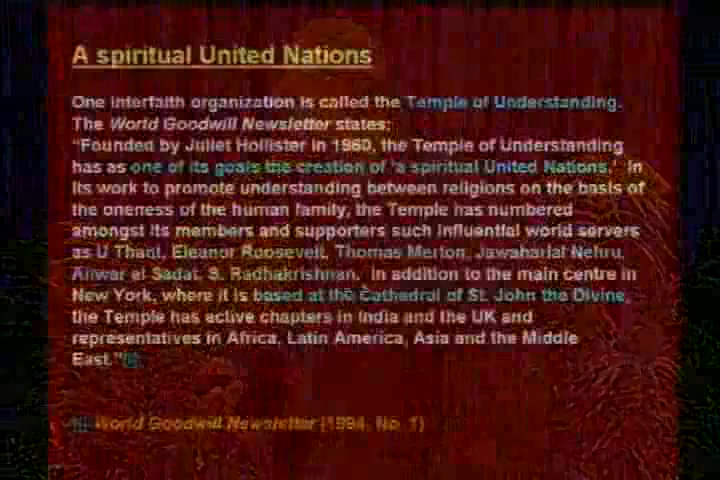 A spiritual United Nations
One interfaith organization is called the Temple of Understanding.
The World Goodwill Newsletter states:
"Founded by Juliet Hollister in 1960, the Temple of Understanding
has as one of its goals the creation of 'a spiritual United Nations.' In
its work to promote understanding between religions on the basis of
the oneness of the human family, the Temple has numbered
amongst its members and supporters such influential world servers
as U Thant, Eleanor Roosevelt, Thomas Merton, Jawaharlal Nehru,
Anwar el Sadat, S. Radhakrishnan. In addition to the main centre in
New York, where it is based at the Cathedral of St. John the Divine,
the Temple has active chapters in India and the UK and
representatives in Africa, Latin America, Asia and the Middle
East."
World Goodwill Newsletter (1994, No. 1)